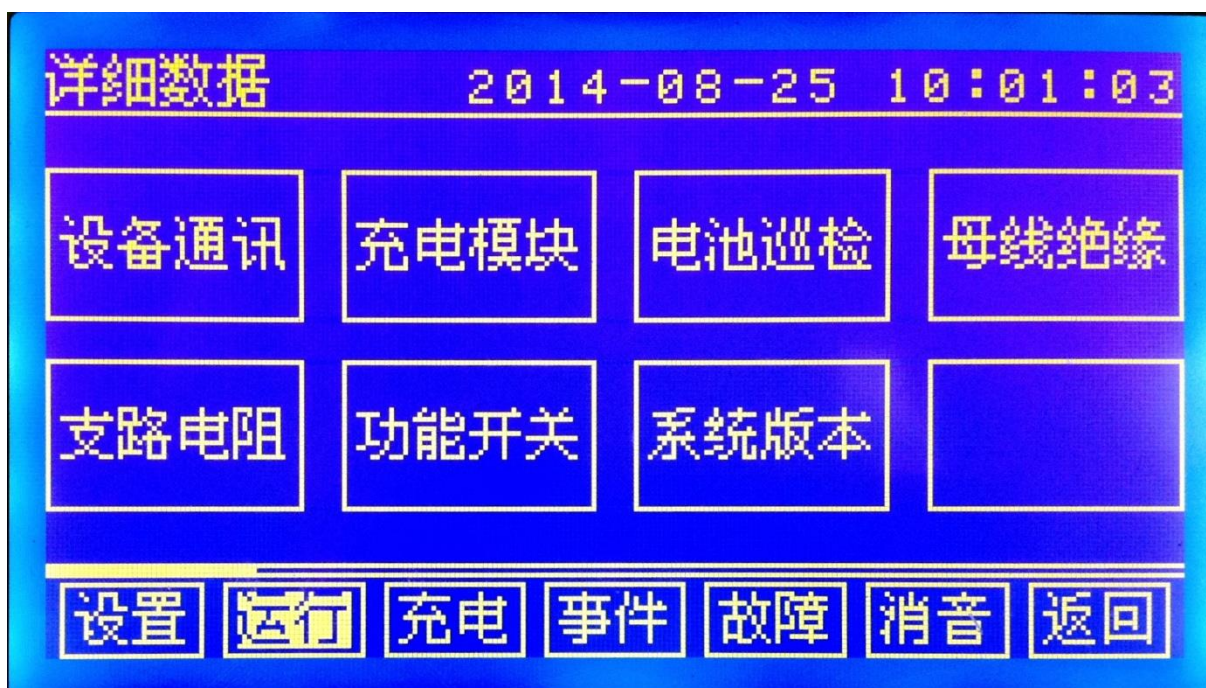 详细数据 2014-08-25 10:01:03
设备通讯 充电模块 电池巡检 母线绝缘
支路电阻 功能开关 系统版本
设置 运行 充电 事件 故障 消音 返回